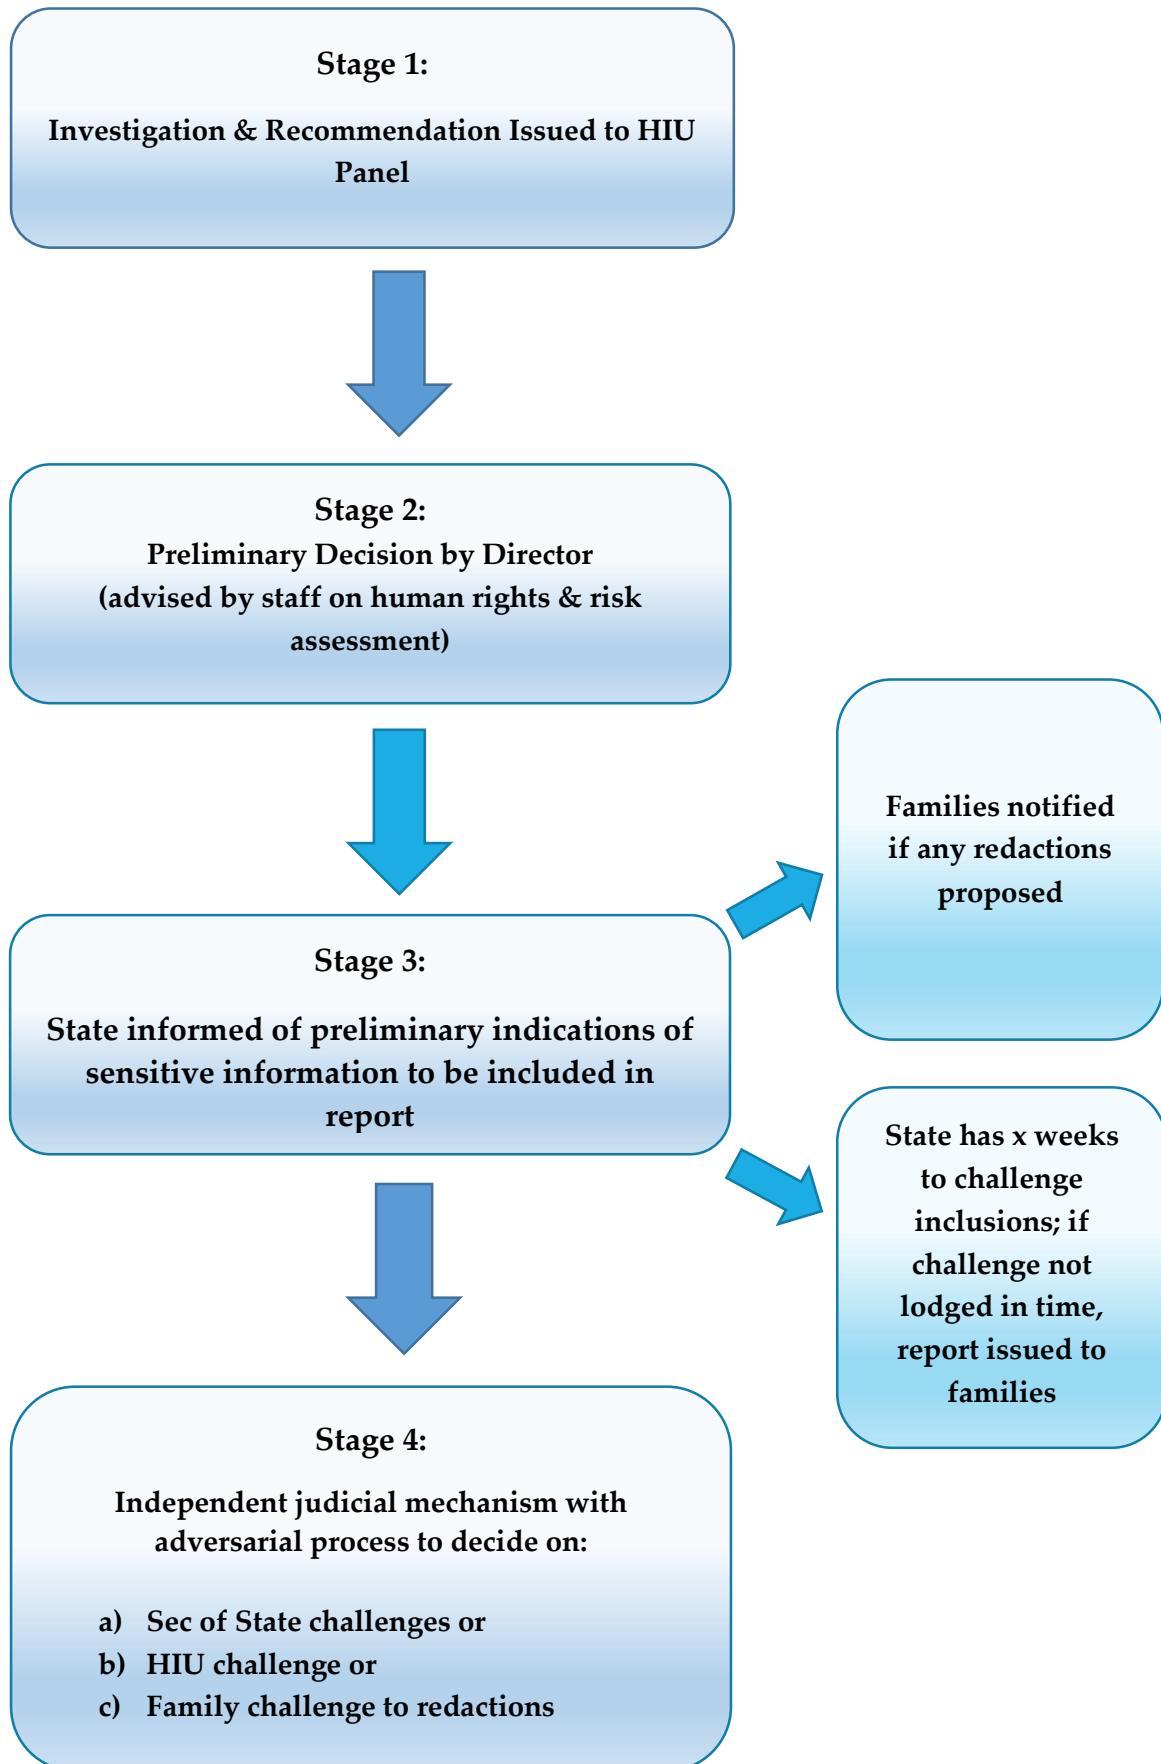 Stage 1:
Investigation & Recommendation Issued to HIU
Panel
Stage 2:
Preliminary Decision by Director
(advised by staff on human rights & risk
assessment)
Families notified
if any redactions
proposed
Stage 3:
State informed of preliminary indications of
sensitive information to be included in
report
State has x weeks
to challenge
inclusions; if
challenge not
lodged in time,
report issued to
families
Stage 4:
Independent judicial mechanism with
adversarial process to decide on:
a) Sec of State challenges or
b) HIU challenge or
c) Family challenge to redactions